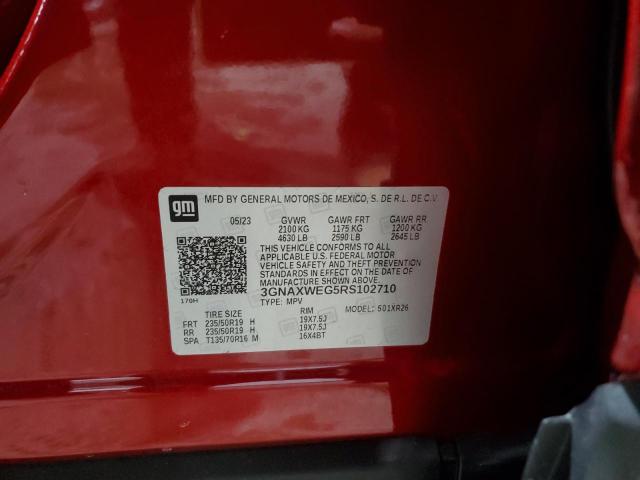 gm MFD BY GENERAL MOTORS DE MEXICO, S. DE R.L. DE C.V.
05/23 GVWR GAWR FRT GAWR RR
2100 KG 1175 KG 1200 KG
4630 LB 2590 LB 2645 LB
THIS VEHICLE CONFORMS TO ALL
APPLICABLE U.S. FEDERAL MOTOR
VEHICLE SAFETY AND THEFT PREVENTION
STANDARDS IN EFFECT ON THE DATE OF
MANUFACTURE SHOWN ABOVE.
3GNAXWEG5RS102710
170H TYPE: MPV MODEL: 501XR26
TIRE SIZE RIM
FRT 235/50R19 H 19X7.5J
RR 235/50R19 H 19X7.5J
SPA T135/70R16 M 16X4BT